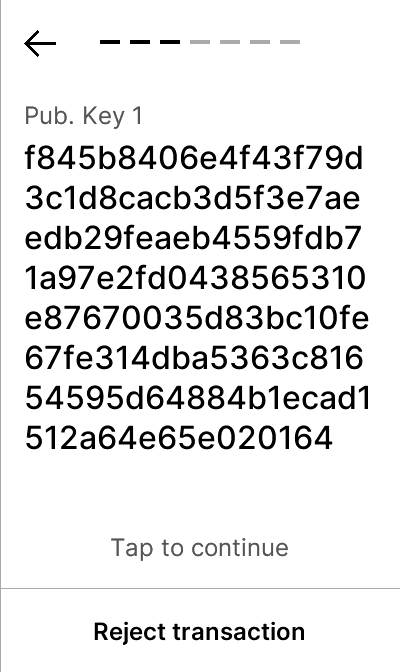 Pub. Key 1
f845b8406e4f43f79d
3c1d8cacb3d5f3e7ae
edb29feaeb4559fdb7
1a97e2fd0438565310
e87670035d83bc10fe
67fe314dba5363c816
54595d64884b1ecad1
512a64e65e020164
Tap to continue
Reject transaction